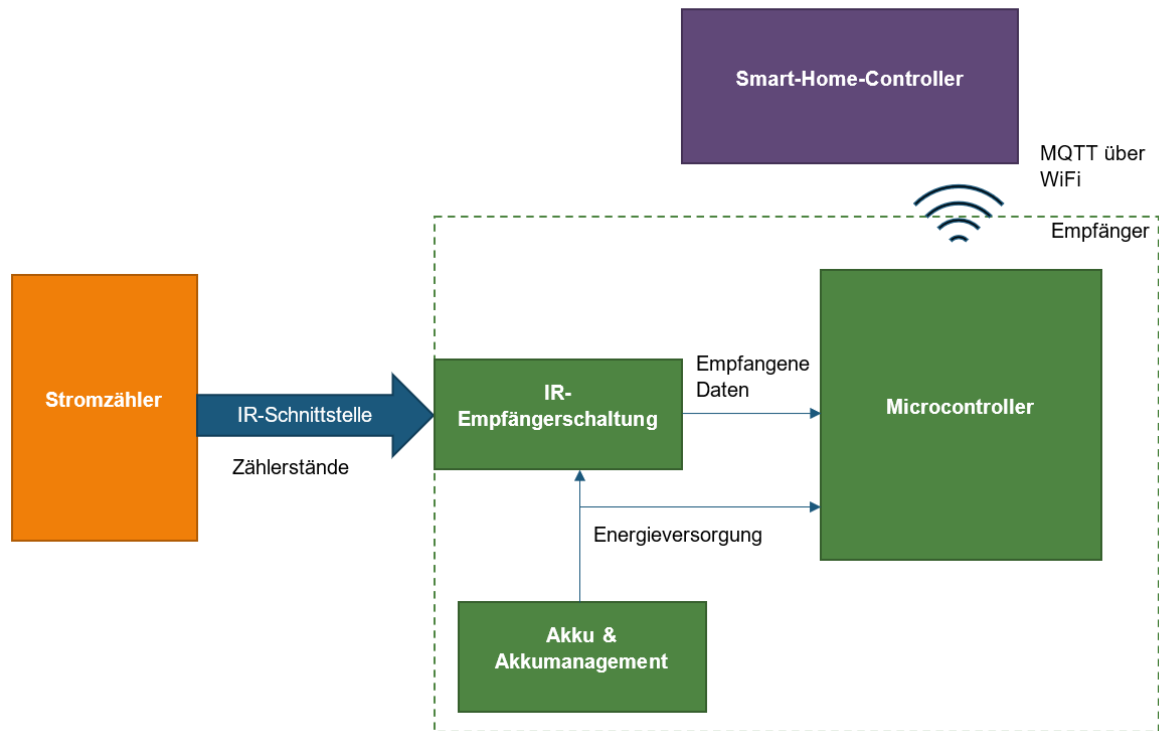 Smart-Home-Controller
MQTT über
WiFi
Empfänger
Stromzähler
IR-Schnittstelle
Zählerstände
IR-
Empfängerschaltung
Empfangene
Daten
Microcontroller
Energieversorgung
Akku &
Akkumanagement